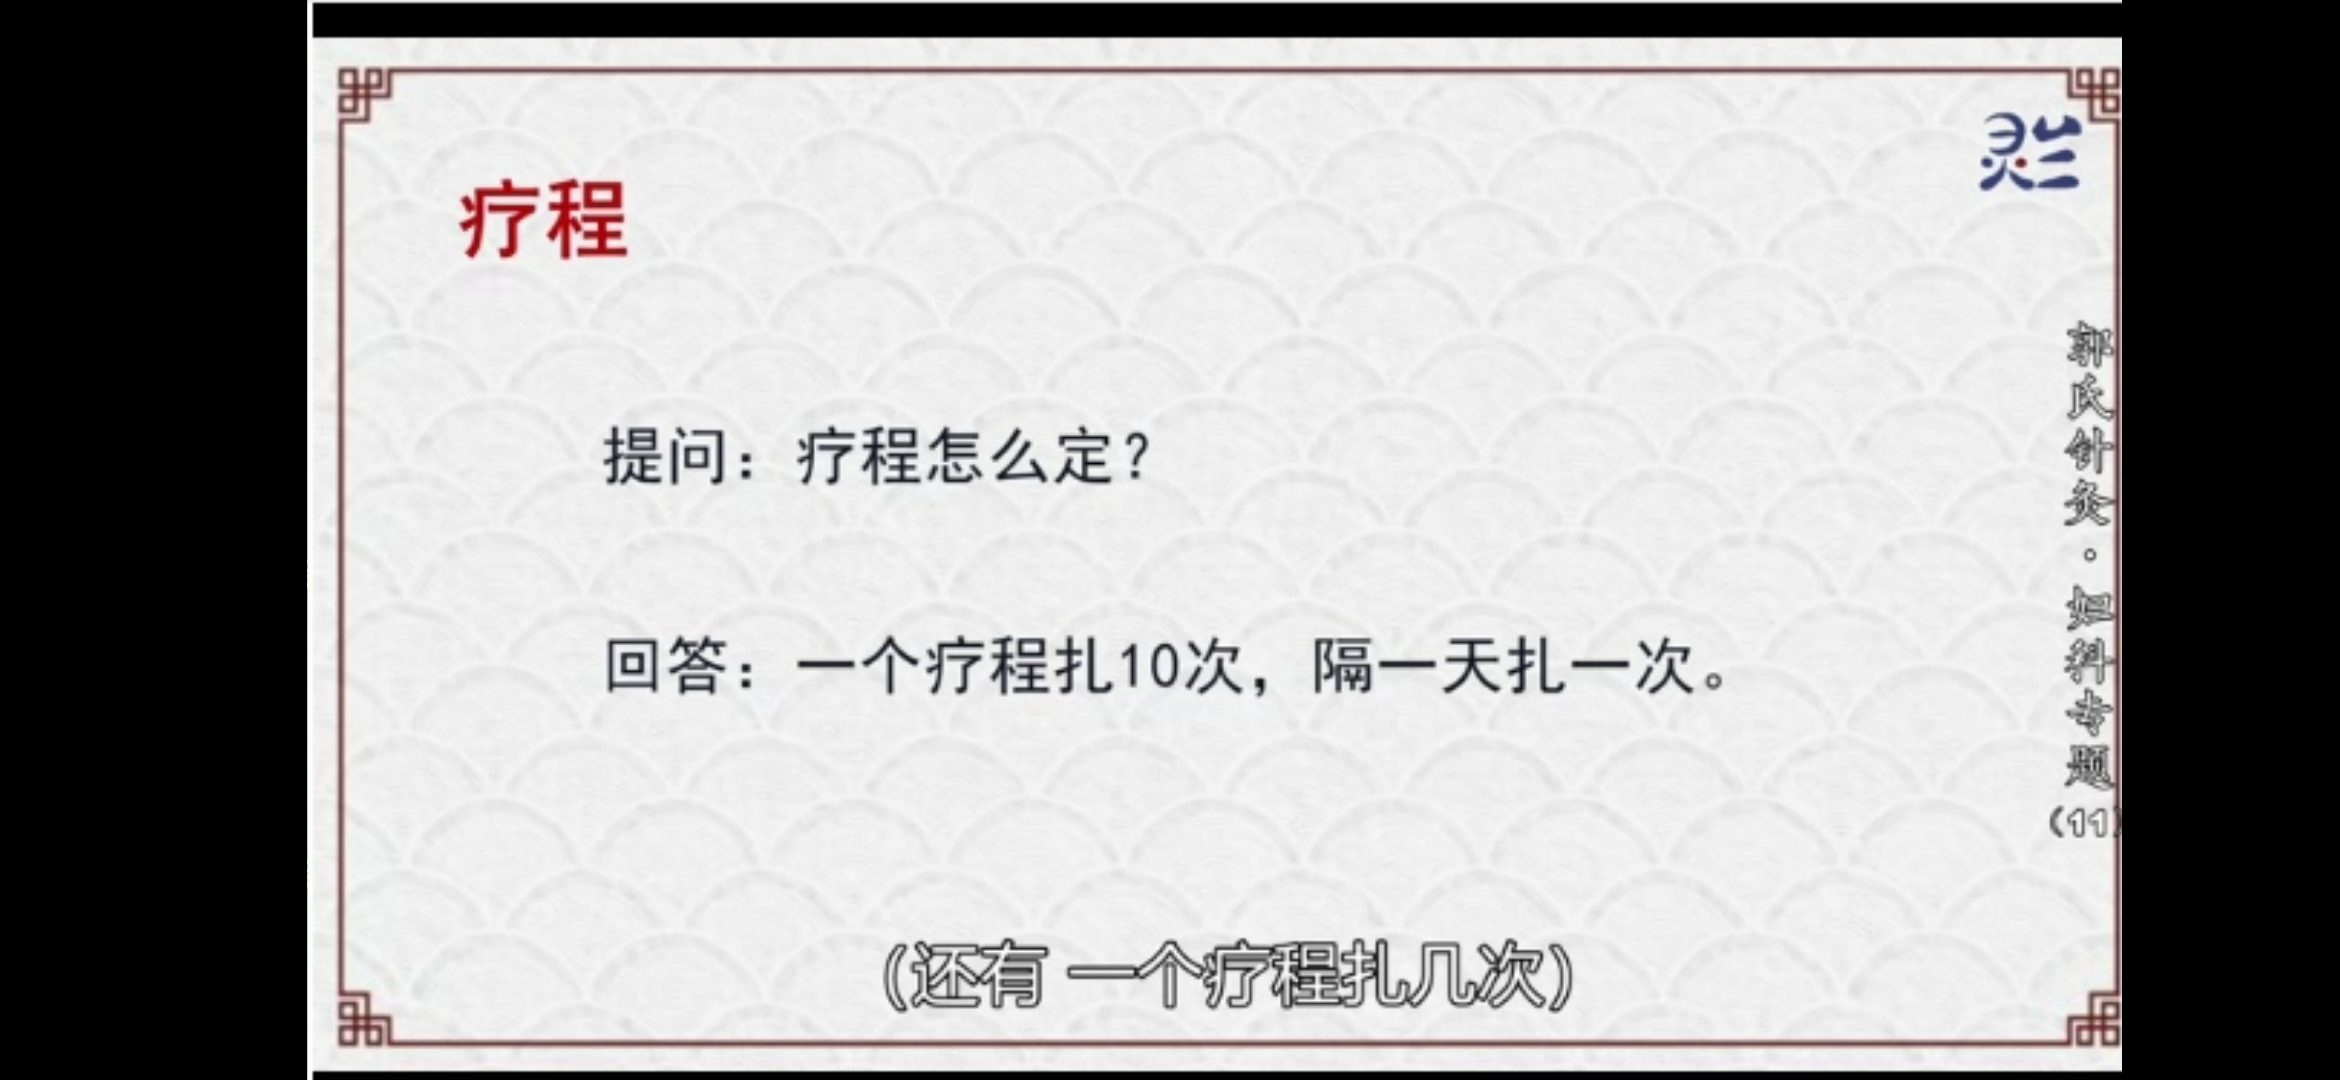 疗程
提问：疗程怎么定？
回答：一个疗程扎10次，隔一天扎一次。
郭氏针灸·妇科专题(11)
(还有 一个疗程扎几次)